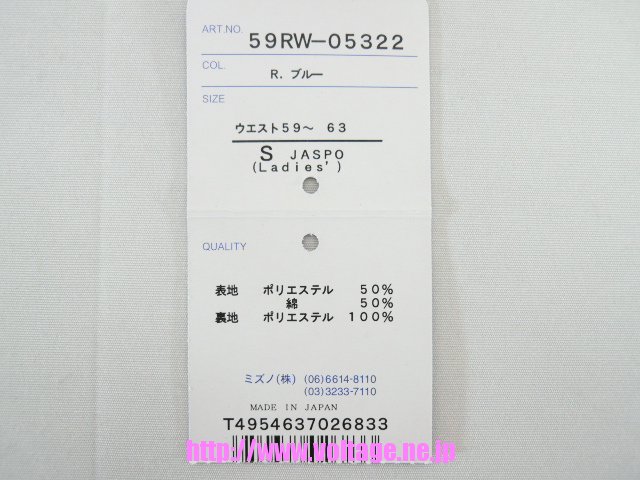 ART.NO. 59RW-05322
COL. R. ブルー
SIZE
ウエスト59～ 63
S JASPO
(Ladies')
QUALITY
表地 ポリエステル 50%
綿 50%
裏地 ポリエステル 100%
ミズノ(株) (06)6614-8110
(03)3233-7110
MADE IN JAPAN
T4954637026833
http://www.voltage.ne.jp